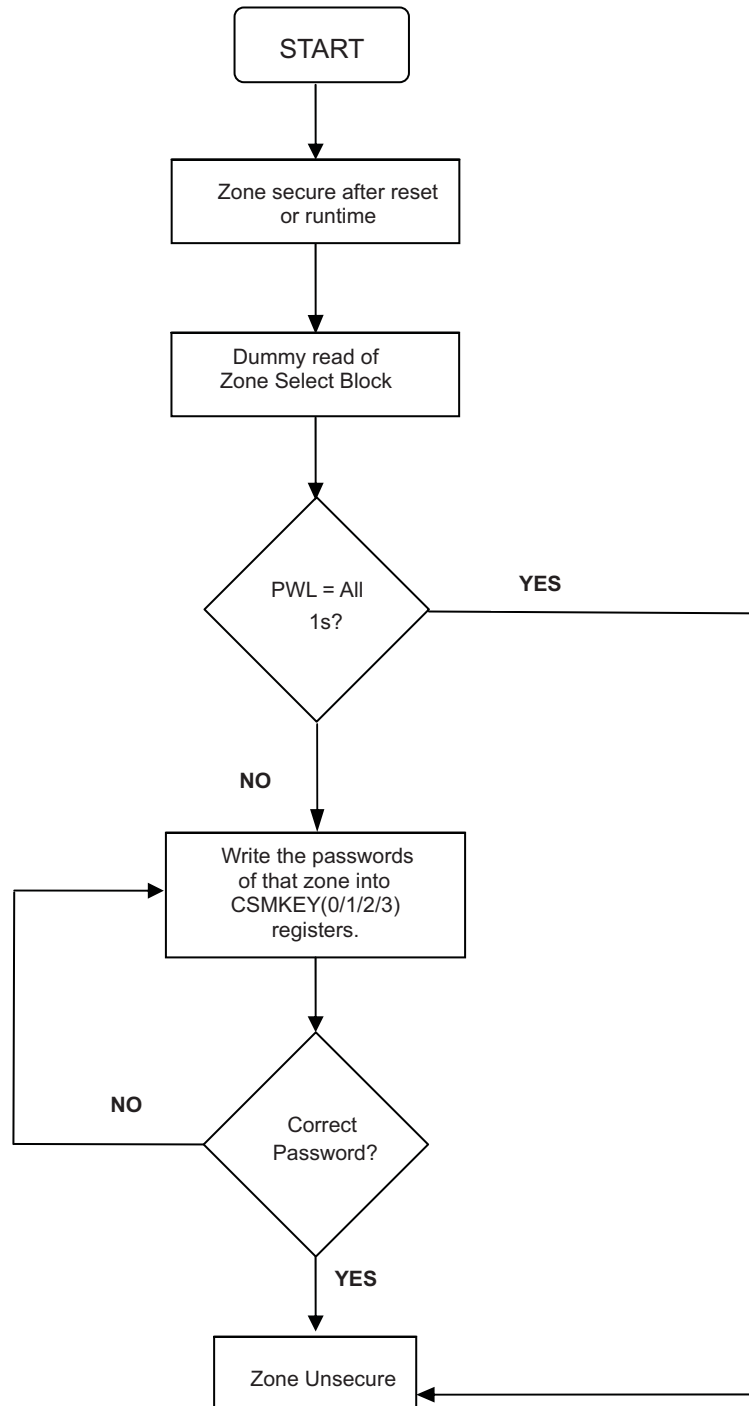 START
Zone secure after reset
or runtime
Dummy read of
Zone Select Block
PWL = All
1s?
YES
NO
Write the passwords
of that zone into
CSMKEY(0/1/2/3)
registers.
NO
Correct
Password?
YES
Zone Unsecure